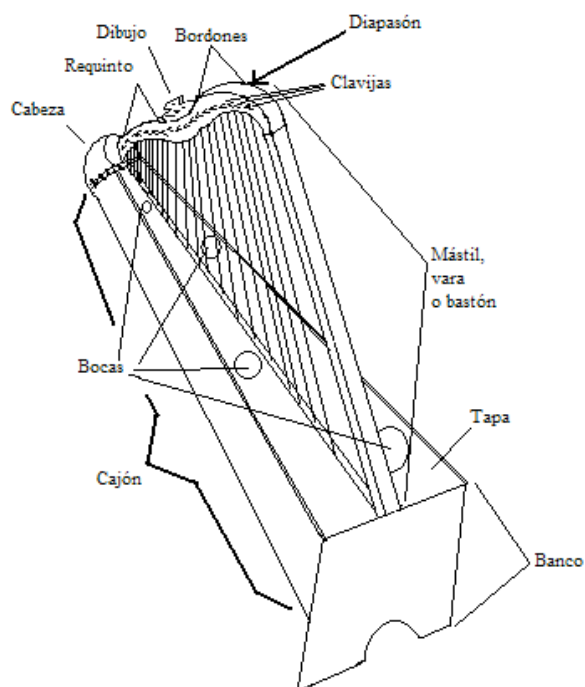 Diapasón
Dibujo
Bordones
Requinto
Clavijas
Cabeza
Mástil,
vara
o bastón
Bocas
Tapa
Cajón
Banco